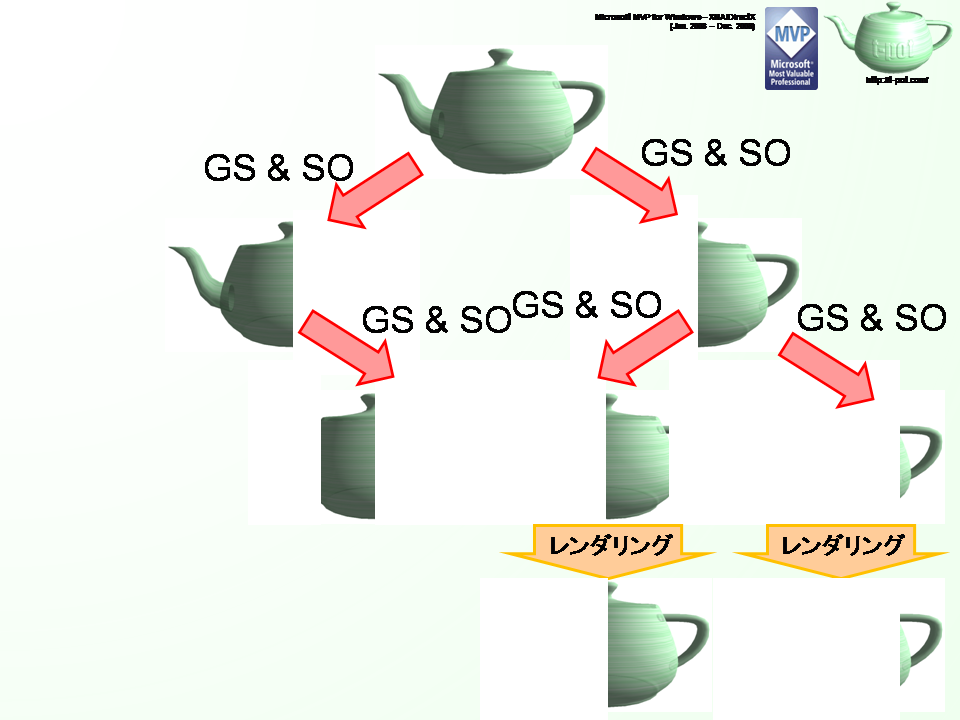 Microsoft MVP for Windows – XNA/DirectX
(Jan. 2006 – Dec. 2009)
MVP
Microsoft®
Most Valuable
Professional
t-pot
http://t-pot.com/
GS & SO
GS & SO
GS & SO
GS & SO
GS & SO
レンダリング
レンダリング